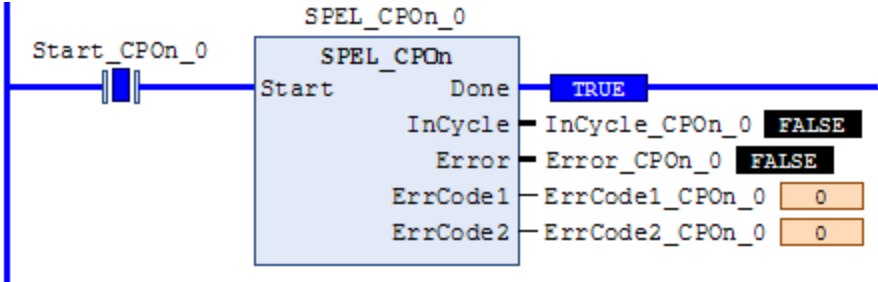 SPEL_CPOn_0
Start_CPOn_0
SPEL_CPOn
Start Done TRUE
InCycle InCycle_CPOn_0 FALSE
Error Error_CPOn_0 FALSE
ErrCode1 ErrCode1_CPOn_0 0
ErrCode2 ErrCode2_CPOn_0 0